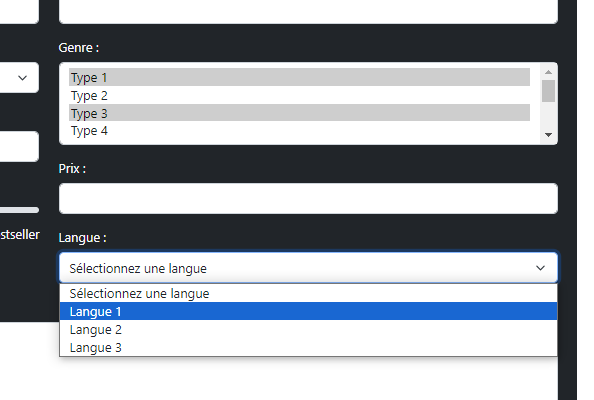 Genre :
Type 1
Type 2
Type 3
Type 4
Prix :
stseller
Langue :
Sélectionnez une langue
Sélectionnez une langue
Langue 1
Langue 2
Langue 3